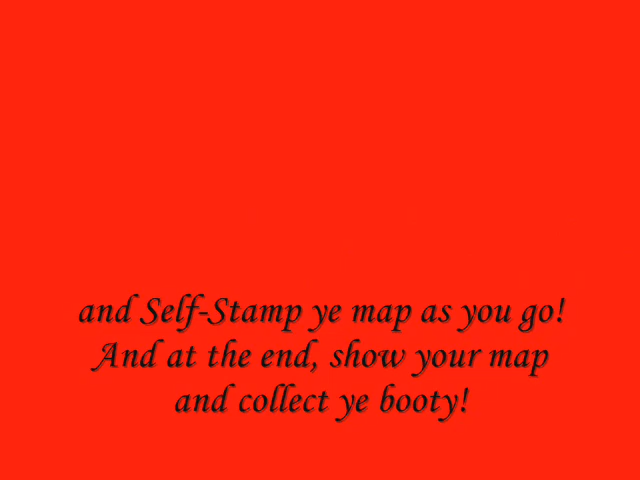 and Self-Stamp ye map as you go!
And at the end, show your map
and collect ye booty!